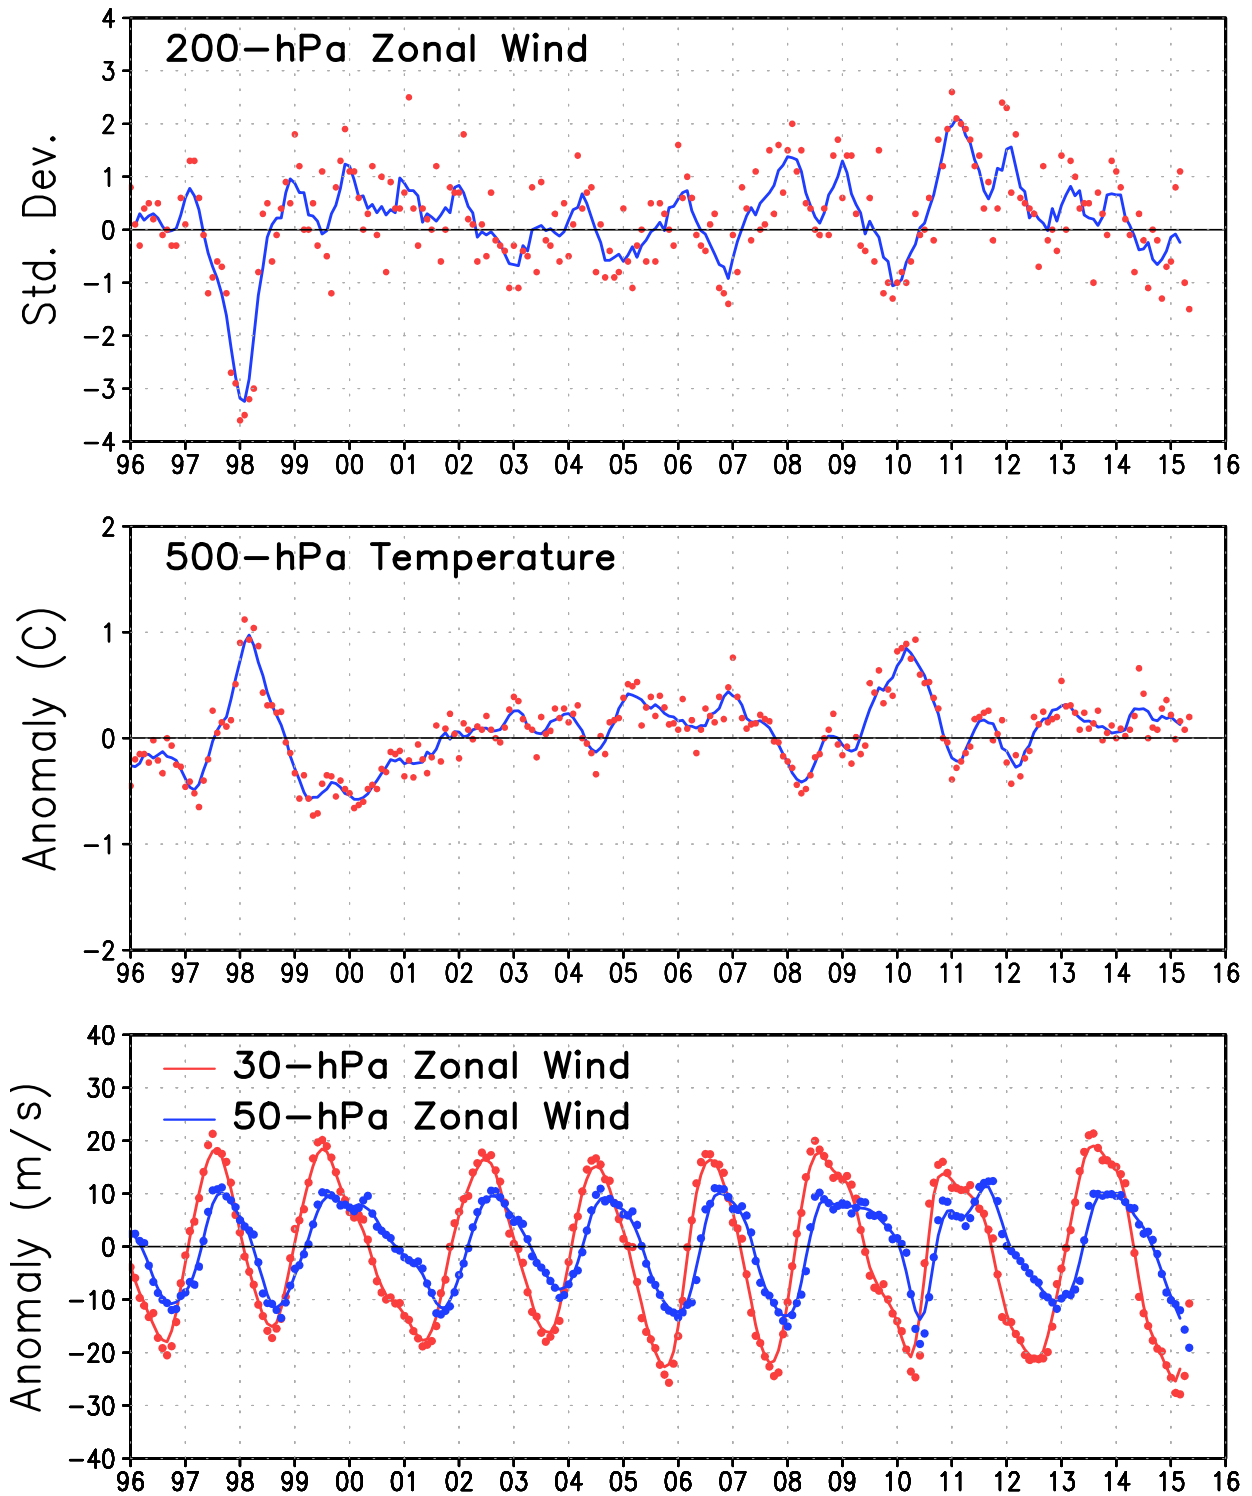 200-hPa Zonal Wind
Std. Dev.
4
3
2
1
0
-1
-2
-3
-4
96 97 98 99 00 01 02 03 04 05 06 07 08 09 10 11 12 13 14 15 16
500-hPa Temperature
Anomaly (C)
2
1
0
-1
-2
96 97 98 99 00 01 02 03 04 05 06 07 08 09 10 11 12 13 14 15 16
30-hPa Zonal Wind
50-hPa Zonal Wind
Anomaly (m/s)
40
30
20
10
0
-10
-20
-30
-40
96 97 98 99 00 01 02 03 04 05 06 07 08 09 10 11 12 13 14 15 16